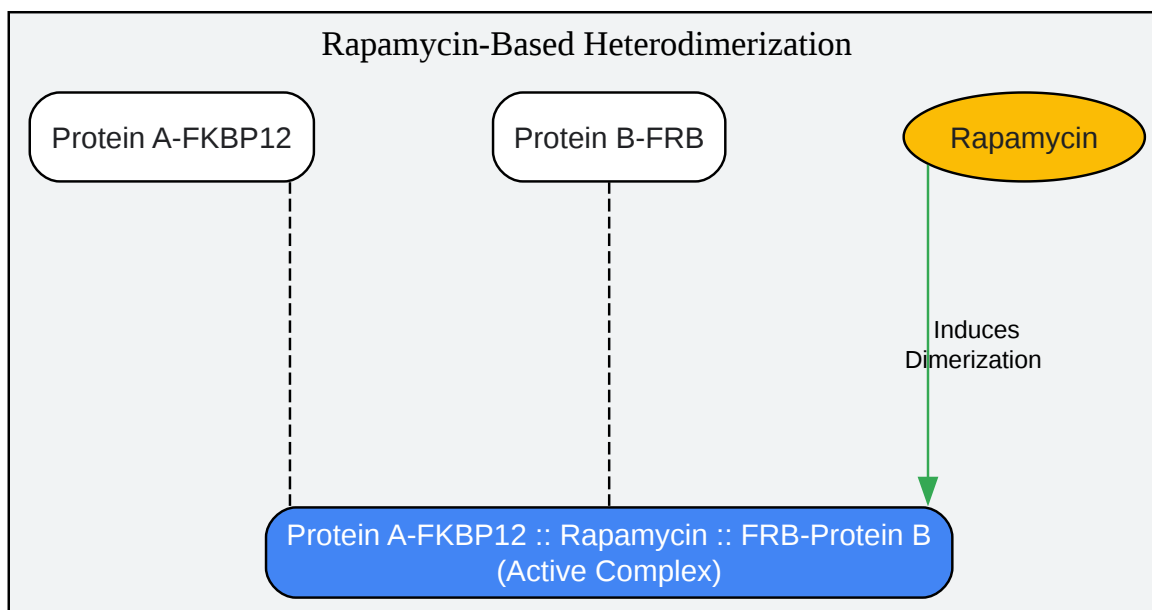 Rapamycin-Based Heterodimerization
Protein A-FKBP12
Protein B-FRB
Rapamycin
Induces
Dimerization
Protein A-FKBP12 :: Rapamycin :: FRB-Protein B
(Active Complex)